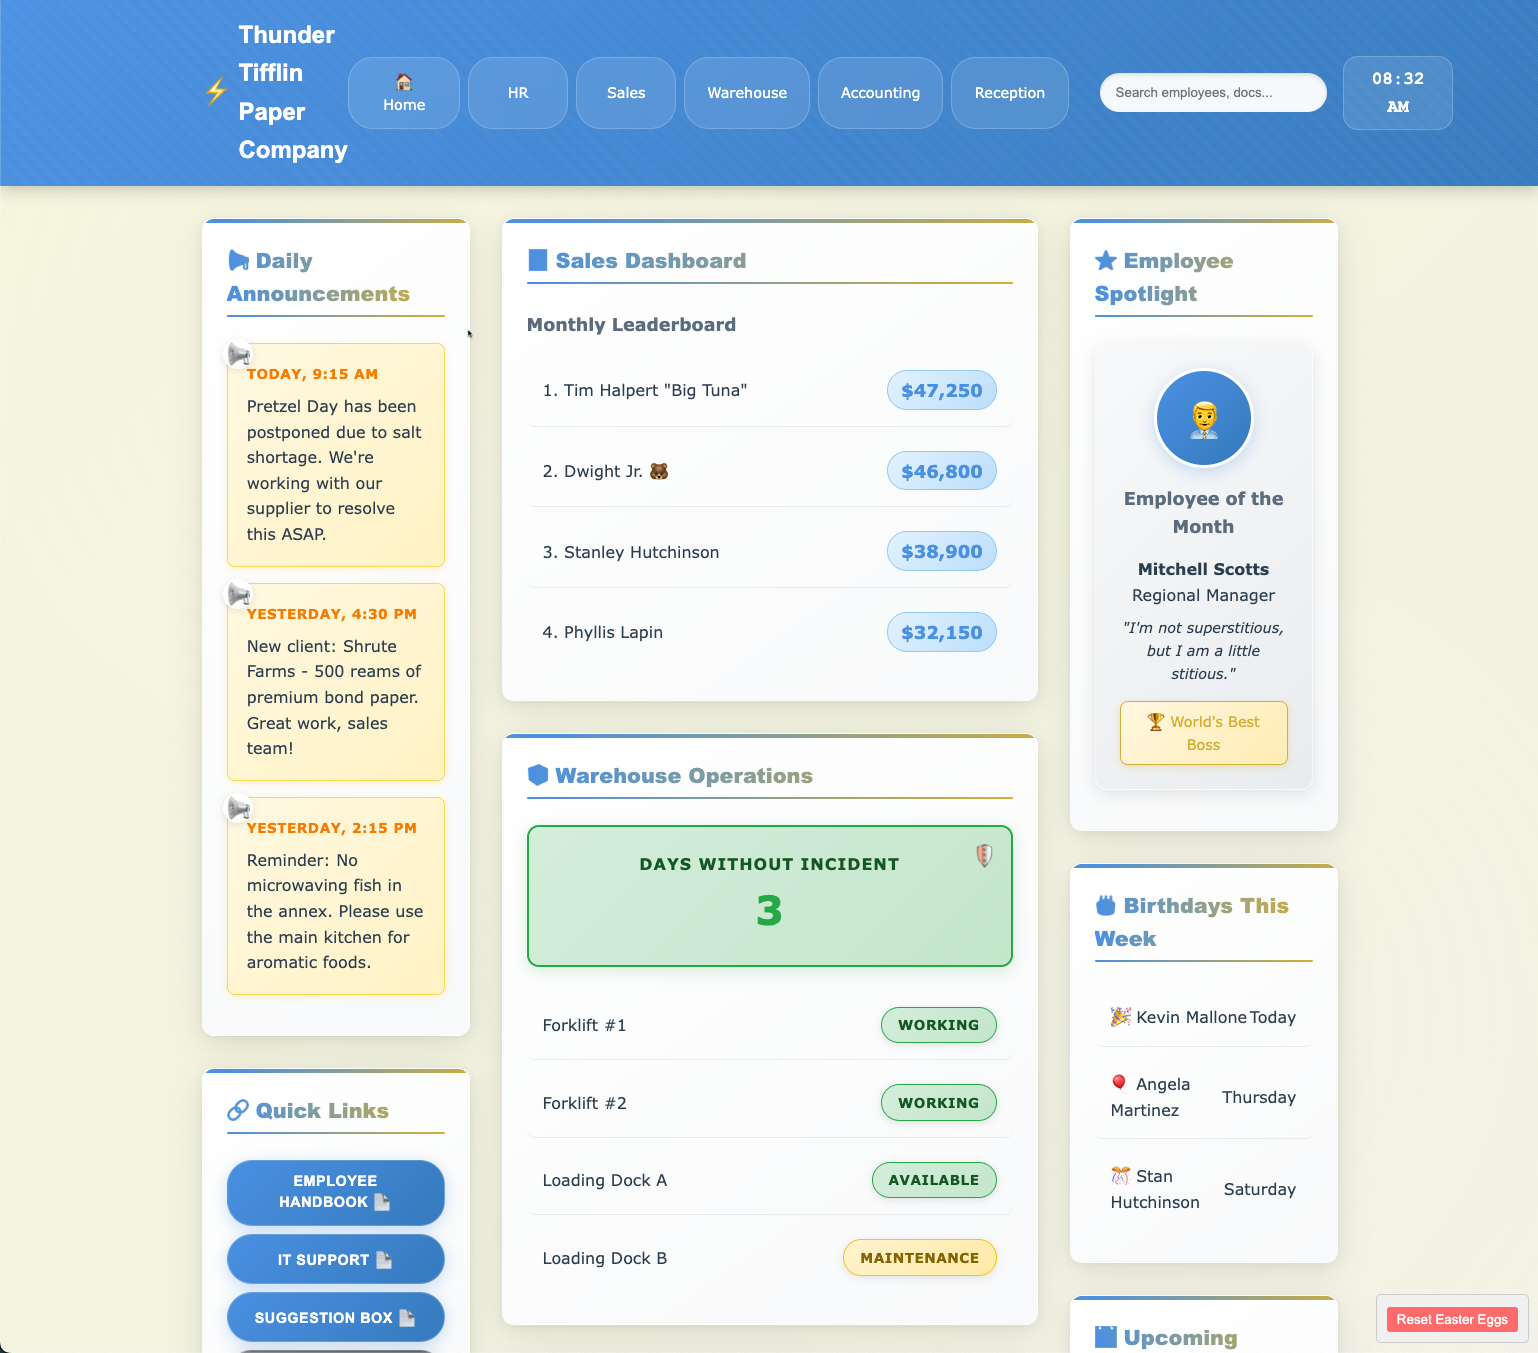 Thunder
Tifflin
Paper
Company
Home
HR
Sales
Warehouse
Accounting
Reception
Search employees, docs...
08:32
AM
Daily
Announcements
TODAY, 9:15 AM
Pretzel Day has been
postponed due to salt
shortage. We're
working with our
supplier to resolve
this ASAP.
YESTERDAY, 4:30 PM
New client: Shrute
Farms - 500 reams of
premium bond paper.
Great work, sales
team!
YESTERDAY, 2:15 PM
Reminder: No
microwaving fish in
the annex. Please use
the main kitchen for
aromatic foods.
Quick Links
EMPLOYEE
HANDBOOK
IT SUPPORT
SUGGESTION BOX
Sales Dashboard
Monthly Leaderboard
1. Tim Halpert "Big Tuna" $47,250
2. Dwight Jr. $46,800
3. Stanley Hutchinson $38,900
4. Phyllis Lapin $32,150
Warehouse Operations
DAYS WITHOUT INCIDENT
3
Forklift #1 WORKING
Forklift #2 WORKING
Loading Dock A AVAILABLE
Loading Dock B MAINTENANCE
Employee
Spotlight
Employee of the
Month
Mitchell Scotts
Regional Manager
"I'm not superstitious,
but I am a little
stitious."
World's Best
Boss
Birthdays This
Week
Kevin Mallone Today
Angela
Martinez Thursday
Stan
Hutchinson Saturday
Upcoming
Reset Easter Eggs